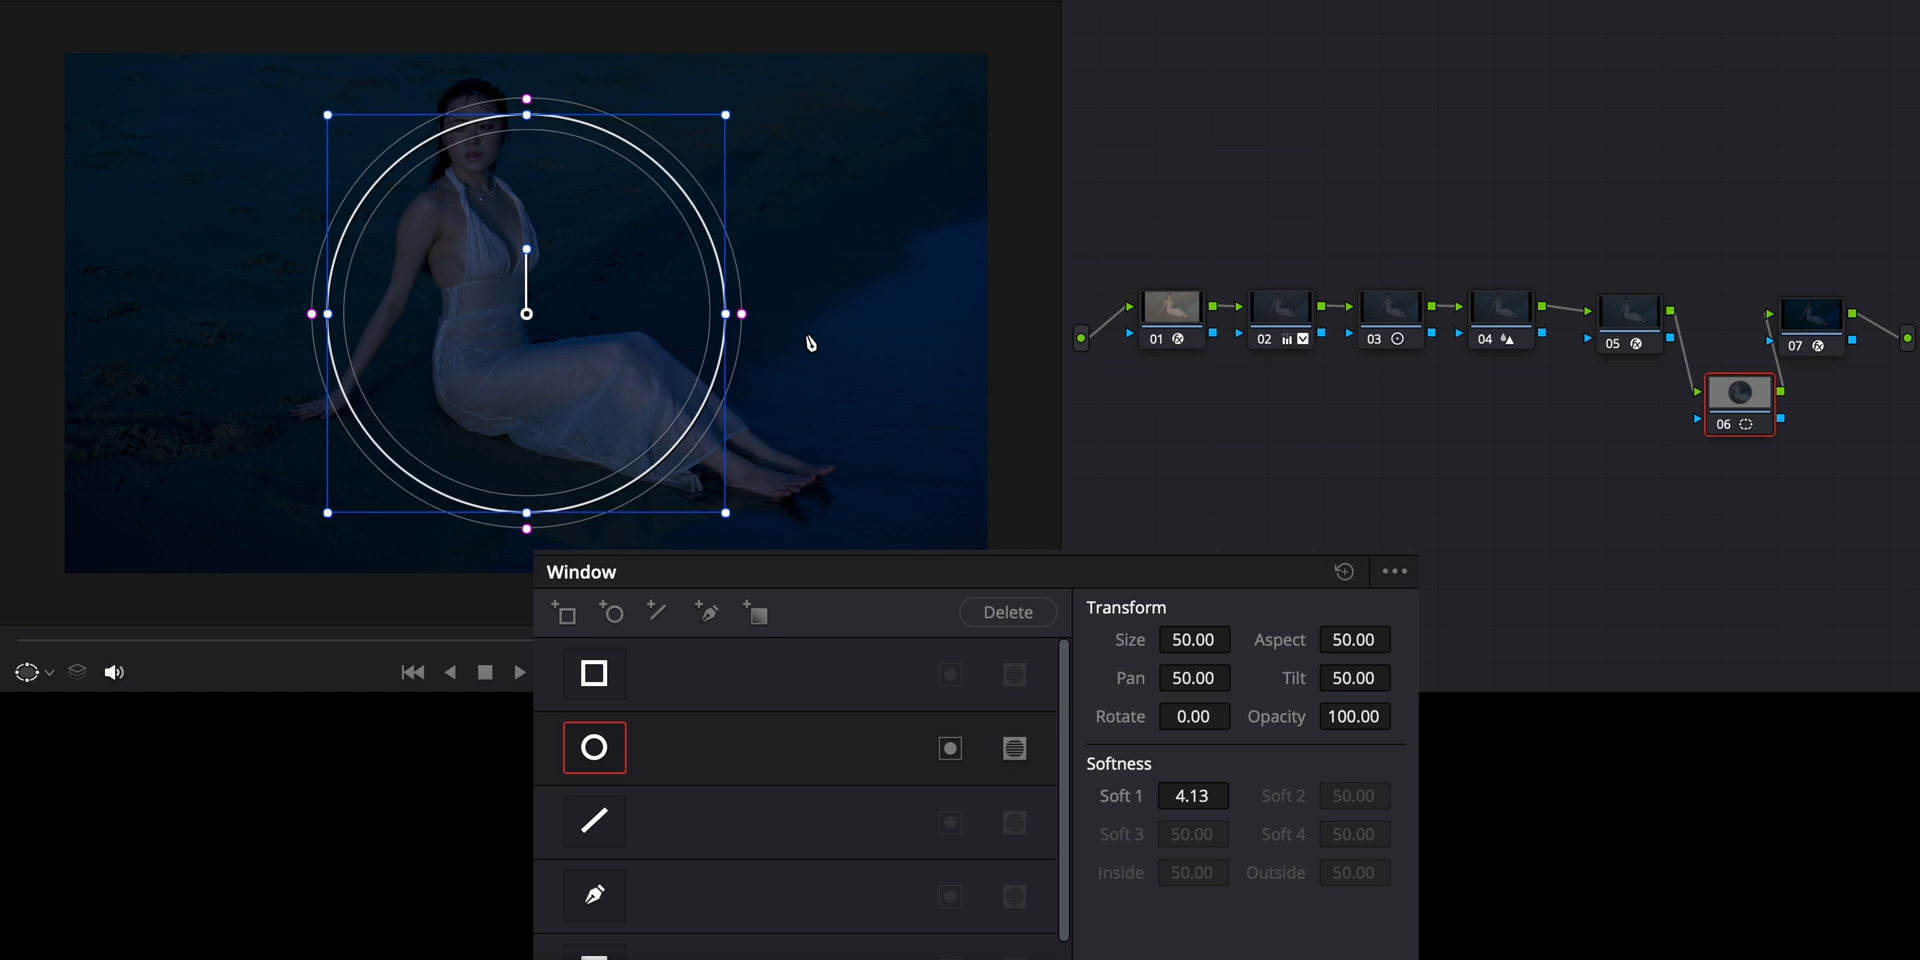 01
02
03
04
05
07
06
Window
Delete
Transform
Size 50.00 Aspect 50.00
Pan 50.00 Tilt 50.00
Rotate 0.00 Opacity 100.00
Softness
Soft 1 4.13 Soft 2 50.00
Soft 3 50.00 Soft 4 50.00
Inside 50.00 Outside 50.00